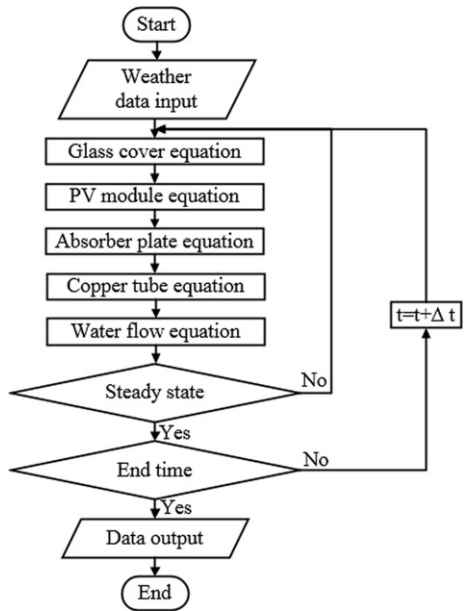 Start
Weather
data input
Glass cover equation
PV module equation
Absorber plate equation
Copper tube equation
Water flow equation
t=t+Δ t
Steady state
No
Yes
End time
No
Yes
Data output
End